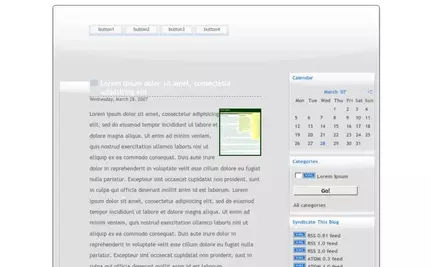 button1 button2 button3 button4
Lorem ipsum dolor sit amet, consectetur
adipisicing elit
Wednesday, March 28, 2007
Lorem ipsum dolor sit amet, consectetur adipisicing
elit, sed do eiusmod tempor incididunt ut labore et
dolore magna aliqua. Ut enim ad minim veniam,
quis nostrud exercitation ullamco laboris nisi ut
aliquip ex ea commodo consequat. Duis aute irure
dolor in reprehenderit in voluptate velit esse cillum dolore eu fugiat
nulla pariatur. Excepteur sint occaecat cupidatat non proident, sunt
in culpa qui officia deserunt mollit anim id est laborum. Lorem
ipsum dolor sit amet, consectetur adipisicing elit, sed do eiusmod
tempor incididunt ut labore et dolore magna aliqua. Ut enim ad
minim veniam, quis nostrud exercitation ullamco laboris nisi ut
aliquip ex ea commodo consequat. Duis aute irure dolor in
reprehenderit in voluptate velit esse cillum dolore eu fugiat nulla
pariatur. Excepteur sint occaecat cupidatat non proident, sunt in
Calendar
March '07
Mon Tue Wed Thu Fri Sat Sun
1 2 3 4
5 6 7 8 9 10 11
12 13 14 15 16 17 18
19 20 21 22 23 24 25
26 27 28 29 30 31
Categories
XML Lorem Ipsum
Go!
All categories
Syndicate This Blog
XML RSS 0.91 feed
XML RSS 1.0 feed
XML RSS 2.0 feed
XML ATOM 0.3 feed
XML ATOM 1.0 feed